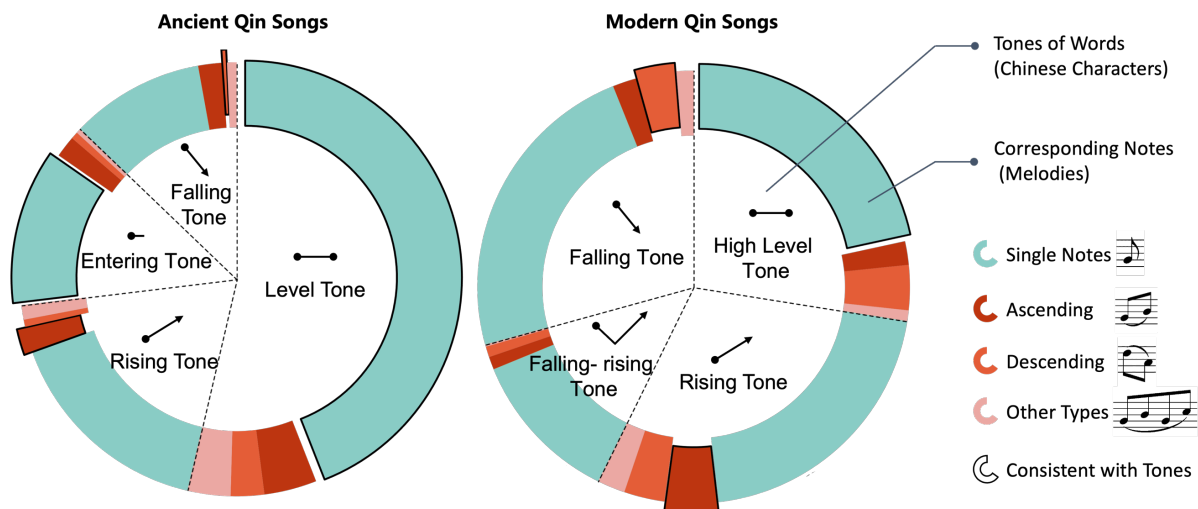 Ancient Qin Songs
Falling
Tone
Entering Tone
Level Tone
Rising Tone
Modern Qin Songs
Falling Tone
High Level
Tone
Falling- rising
Tone
Rising Tone
Tones of Words
(Chinese Characters)
Corresponding Notes
(Melodies)
Single Notes
Ascending
Descending
Other Types
Consistent with Tones